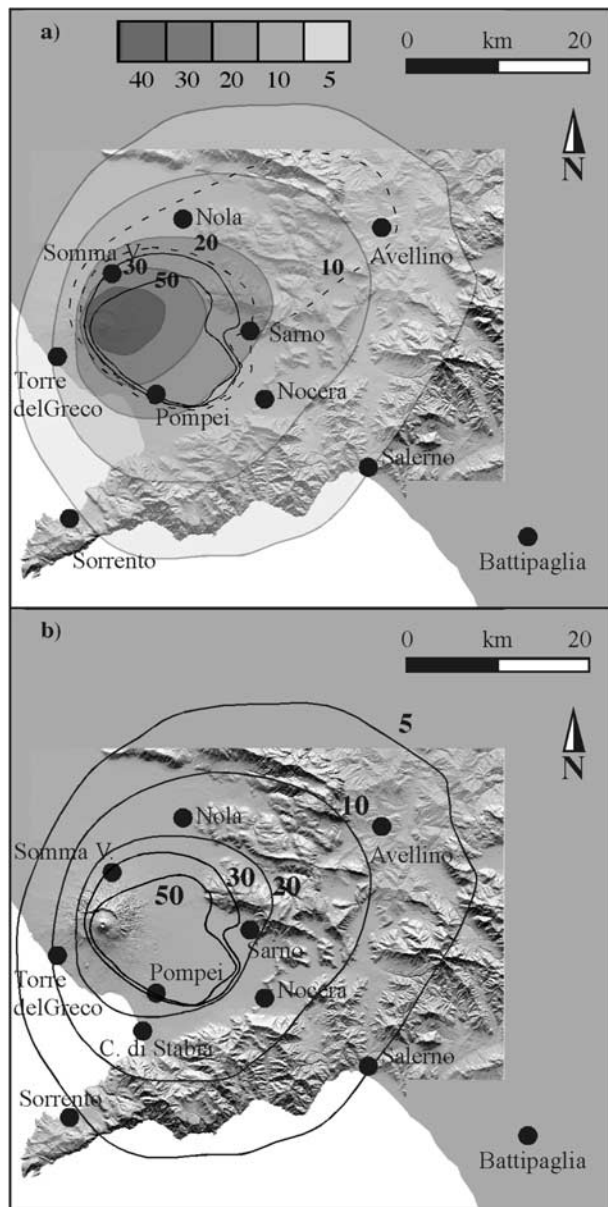 a)
40 30 20 10 5
0 km 20
N
Nola
Avellino
Somma V.
20
30
10
50
Sarno
Torre
delGreco
Nocera
Pompei
Salerno
Sorrento
Battipaglia
b)
0 km 20
5
N
10
Nola
Avellino
Somma V.
30
50
20
Sarno
Torre
delGreco
Pompei
Nocera
C. di Stabia
Salerno
Sorrento
Battipaglia